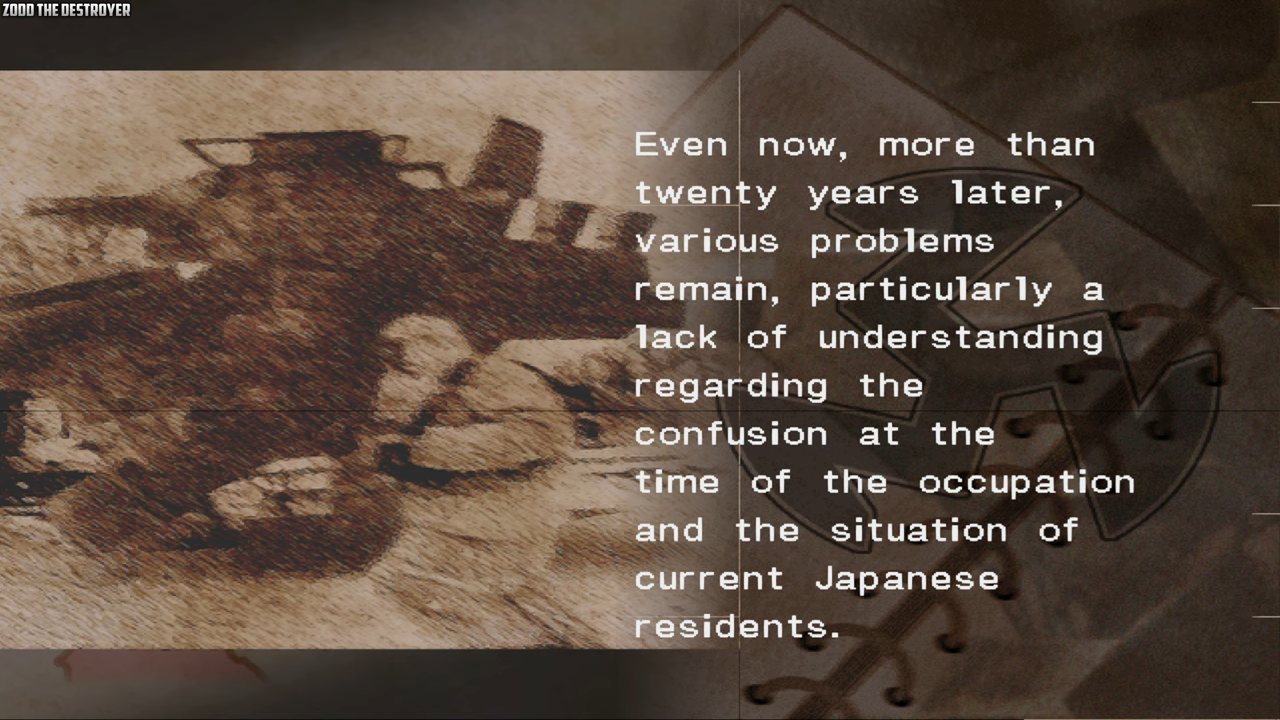 ZODD THE DESTROYER
Even now, more than
twenty years later,
various problems
remain, particularly a
lack of understanding
regarding the
confusion at the
time of the occupation
and the situation of
current Japanese
residents.